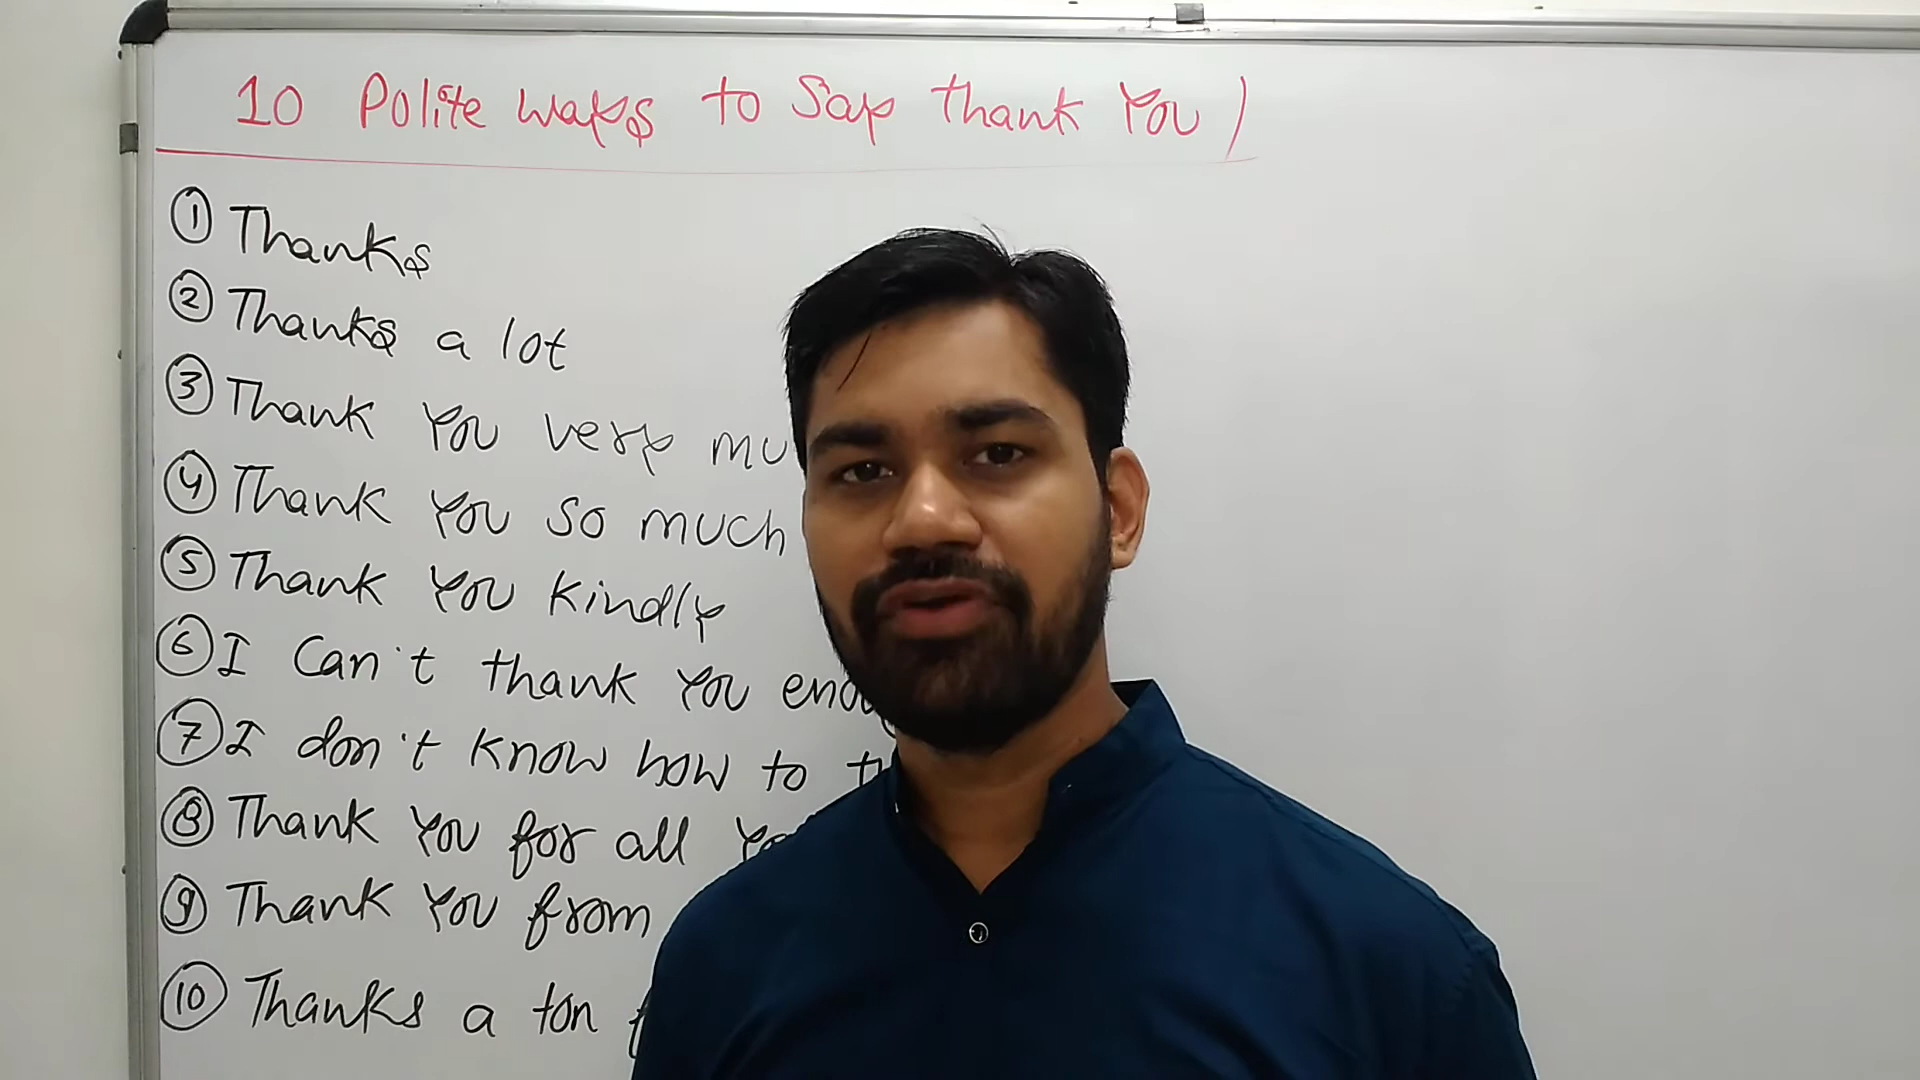 10 Polite ways to Say thank You !
① Thanks
② Thanks a lot
③ Thank You very mu
④ Thank You so much
⑤ Thank You kindly
⑥ I Can't thank You eno
⑦ I don't know how to th
⑧ Thank You for all Yo
⑨ Thank You from
⑩ Thanks a ton